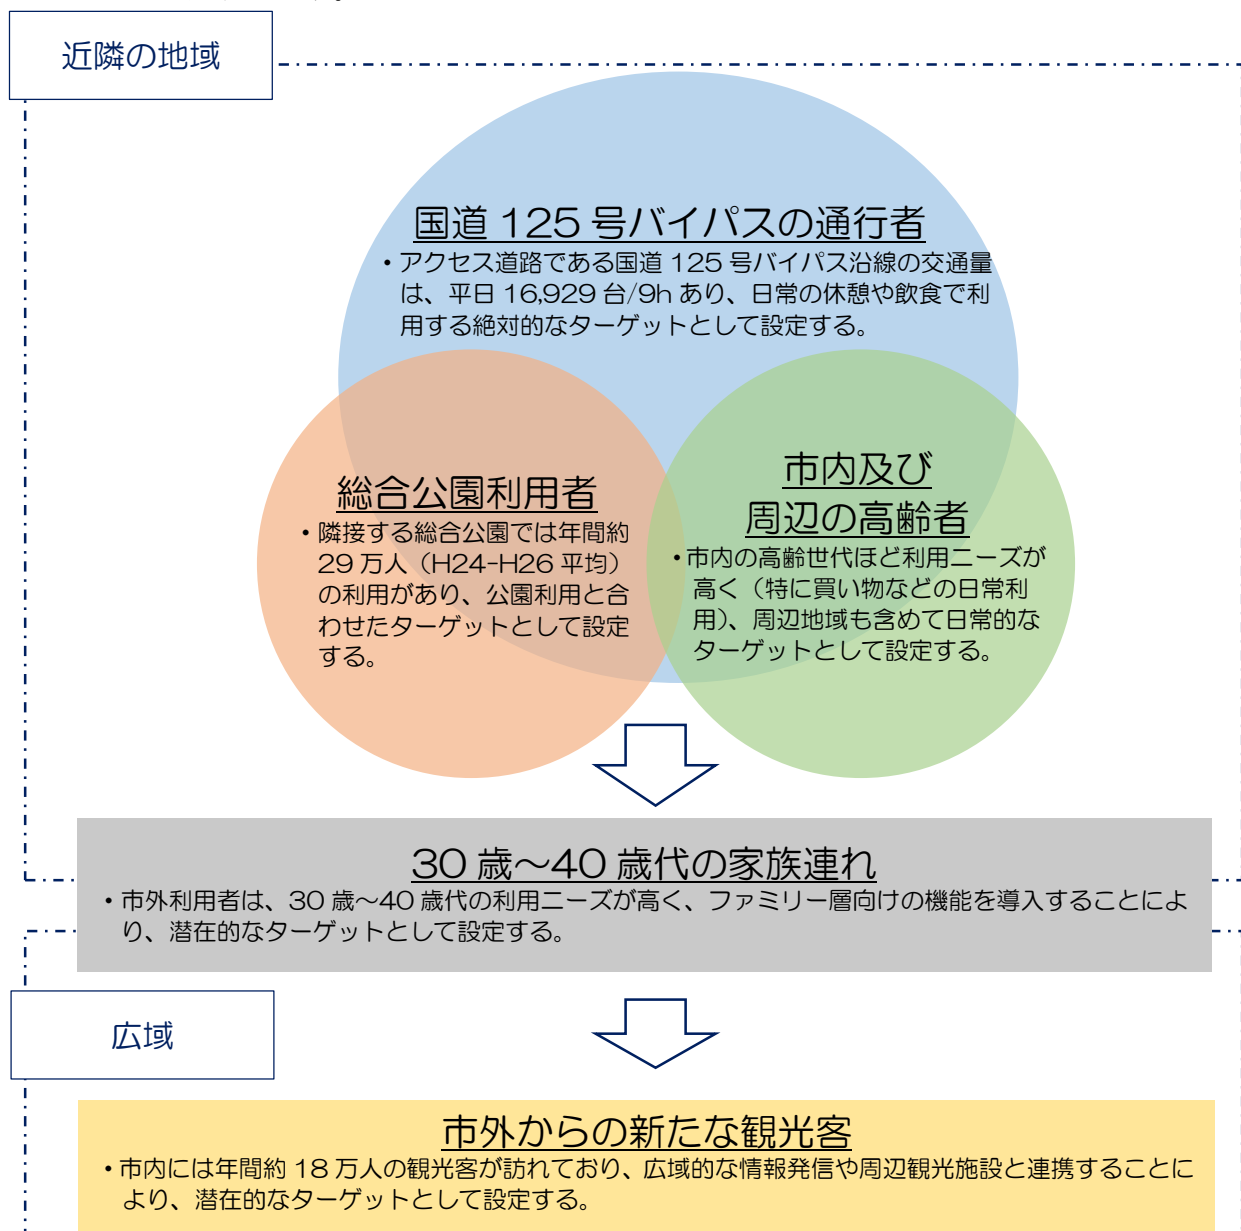 近隣の地域
国道 125 号バイパスの通行者
・アクセス道路である国道 125 号バイパス沿線の交通量
は、平日 16,929 台/9h あり、日常の休憩や飲食で利
用する絶対的なターゲットとして設定する。
総合公園利用者
・隣接する総合公園では年間約
29 万人（H24-H26 平均）
の利用があり、公園利用と合
わせたターゲットとして設定
する。
市内及び
周辺の高齢者
・市内の高齢世代ほど利用ニーズが
高く（特に買い物などの日常利
用）、周辺地域も含めて日常的な
ターゲットとして設定する。
30 歳～40 歳代の家族連れ
・市外利用者は、30 歳～40 歳代の利用ニーズが高く、ファミリー層向けの機能を導入することによ
り、潜在的なターゲットとして設定する。
広域
市外からの新たな観光客
・市内には年間約 18 万人の観光客が訪れており、広域的な情報発信や周辺観光施設と連携することに
より、潜在的なターゲットとして設定する。